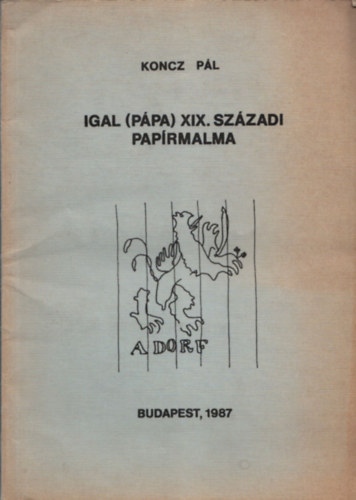 KONCZ PÁL
IGAL (PÁPA) XIX. SZÁZADI
PAPÍRMALMA
A DORF
BUDAPEST, 1987